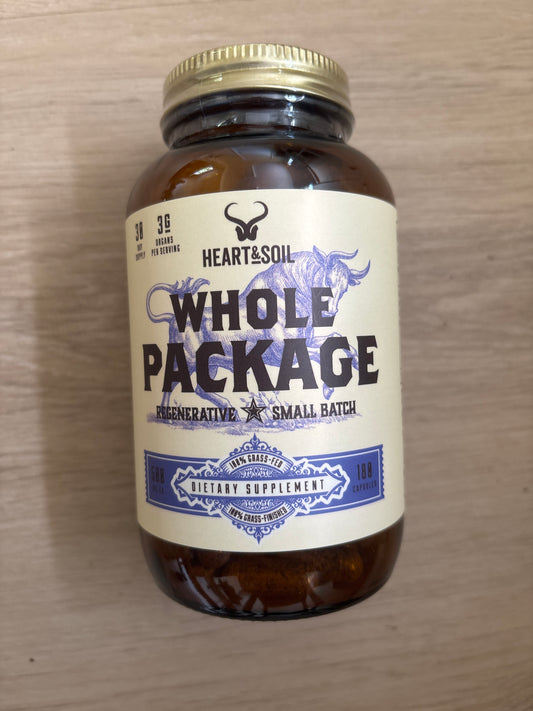 30
DAY
SUPPLY
3G
ORGANS
PER SERVING
HEART&SOIL
WHOLE
PACKAGE
REGENERATIVE ★ SMALL BATCH
100% GRASS-FED
500
DIETARY SUPPLEMENT
180
CAPSULES
100% GRASS-FINISHED